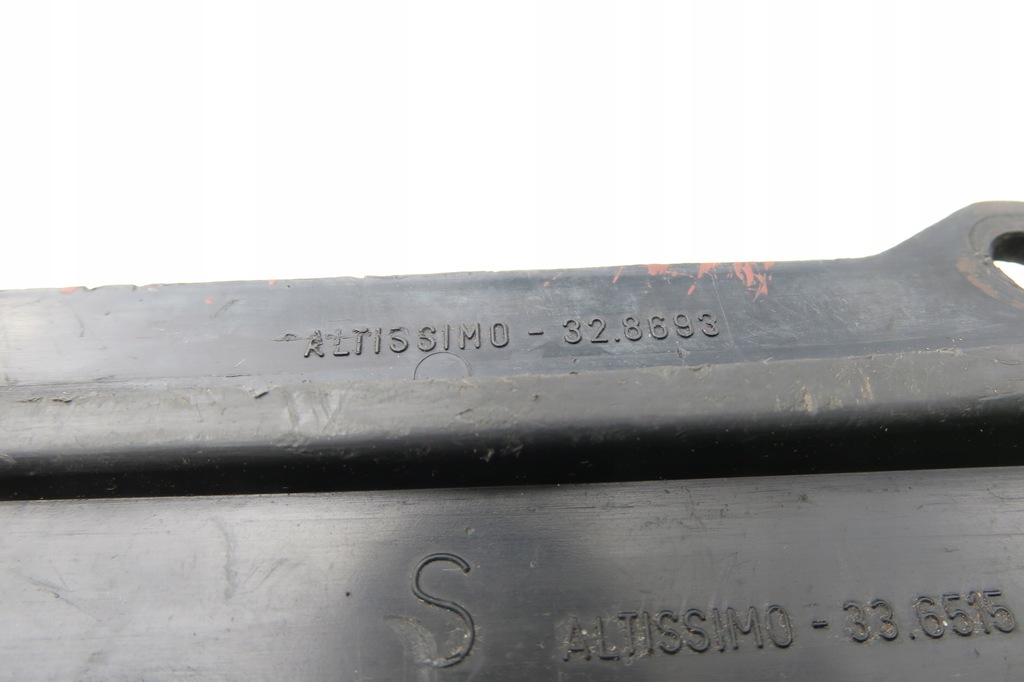 ALTISSIMO - 32.8693
S
ALTISSIMO - 33.6515